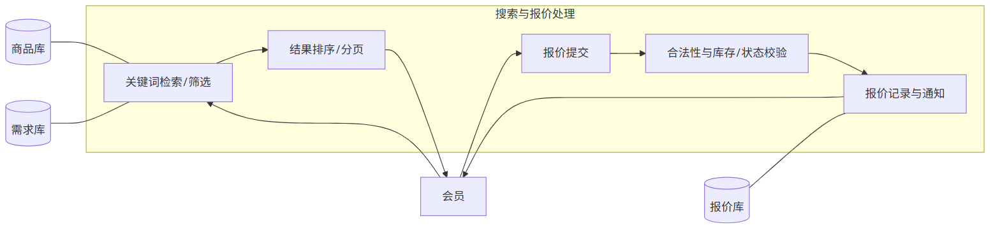 搜索与报价处理
商品库
结果排序/分页
报价提交
合法性与库存/状态校验
关键词检索/筛选
报价记录与通知
需求库
会员
报价库